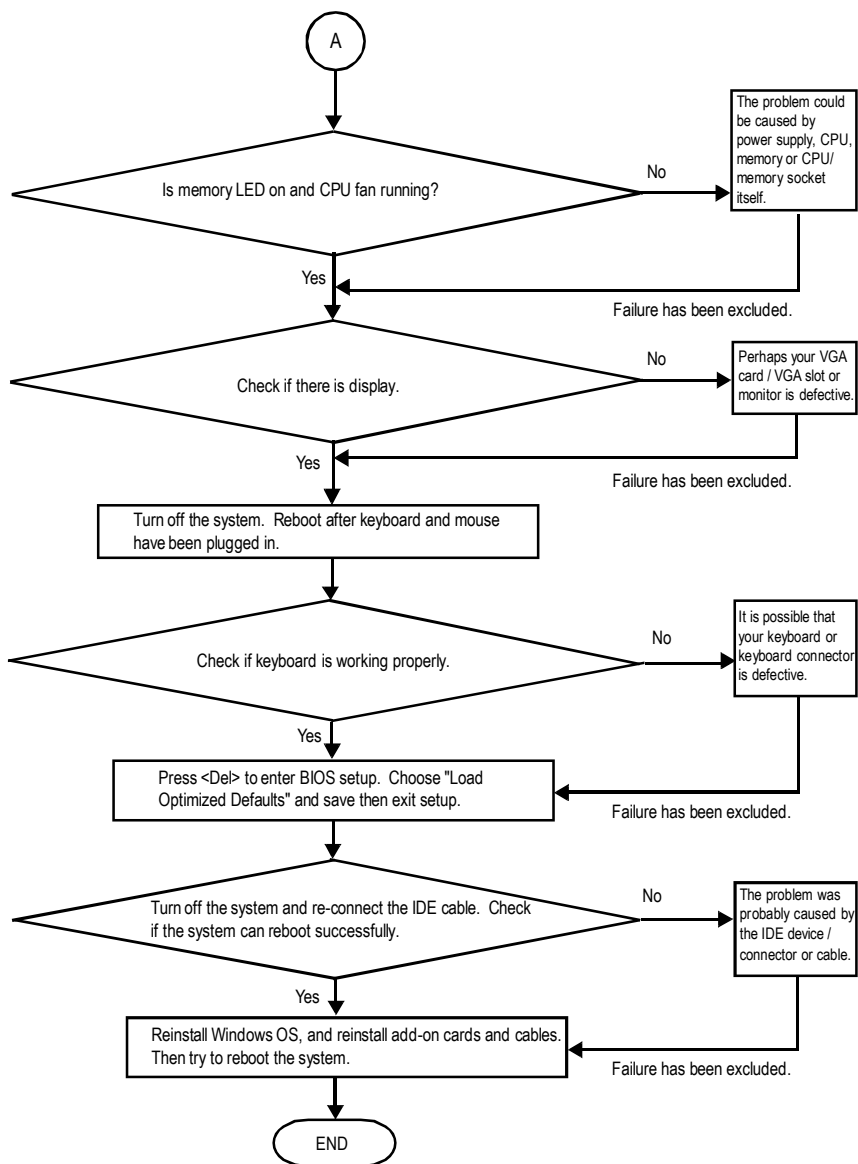 A
Is memory LED on and CPU fan running?
No
The problem could
be caused by
power supply, CPU,
memory or CPU/
memory socket
itself.
Yes
Failure has been excluded.
Check if there is display.
No
Perhaps your VGA
card / VGA slot or
monitor is defective.
Yes
Failure has been excluded.
Turn off the system. Reboot after keyboard and mouse
have been plugged in.
Check if keyboard is working properly.
No
It is possible that
your keyboard or
keyboard connector
is defective.
Yes
Press <Del> to enter BIOS setup. Choose "Load
Optimized Defaults" and save then exit setup.
Failure has been excluded.
Turn off the system and re-connect the IDE cable. Check
if the system can reboot successfully.
No
The problem was
probably caused by
the IDE device /
connector or cable.
Yes
Reinstall Windows OS, and reinstall add-on cards and cables.
Then try to reboot the system.
Failure has been excluded.
END